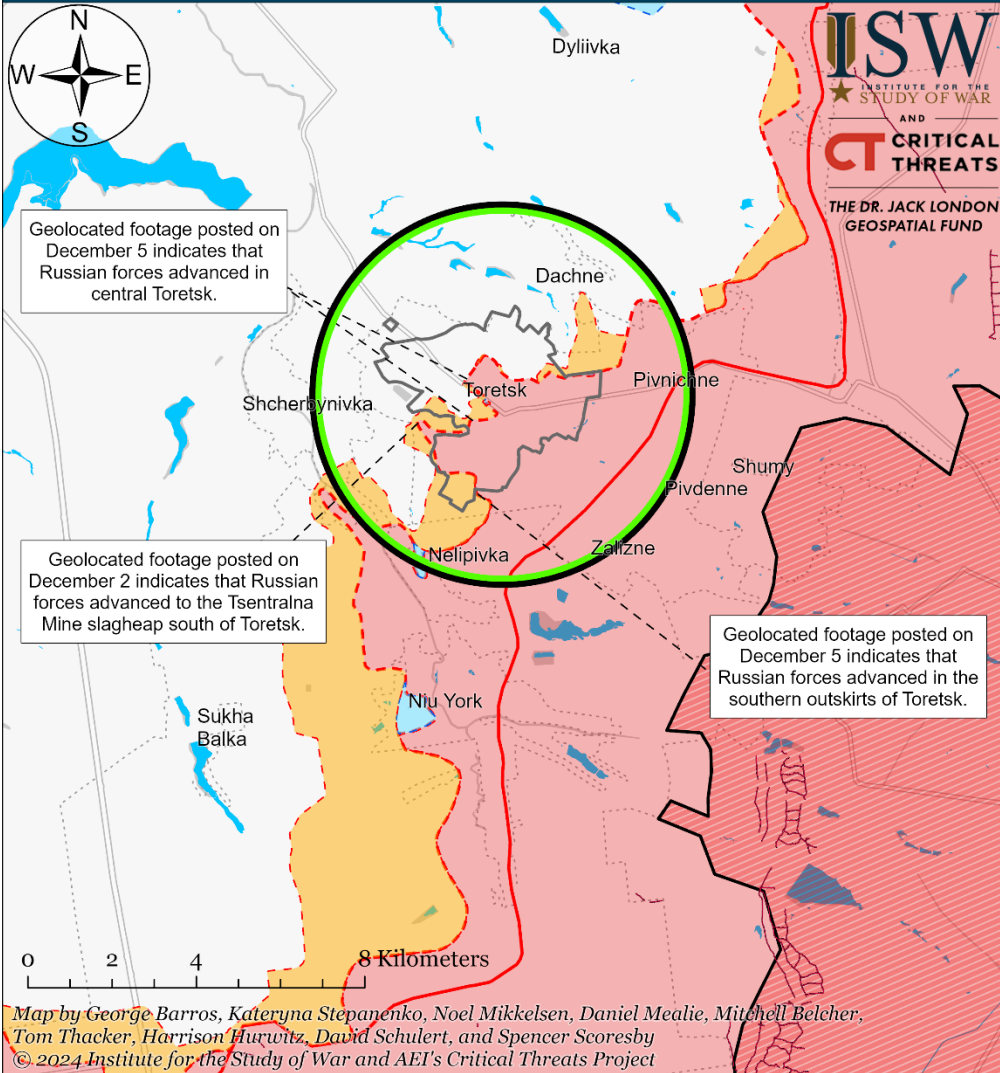 N
W
E
S
Dyliivka
ISW
INSTITUTE FOR THE
STUDY OF WAR
AND
CT CRITICAL
THREATS
THE DR. JACK LONDON
GEOSPATIAL FUND
Geolocated footage posted on
December 5 indicates that
Russian forces advanced in
central Toretsk.
Dachne
Toretsk
Pivnichne
Shcherbynivka
Shumy
Pivdenne
Zalizne
Nelipivka
Geolocated footage posted on
December 2 indicates that Russian
forces advanced to the Tsentralna
Mine slagheap south of Toretsk.
Geolocated footage posted on
December 5 indicates that
Russian forces advanced in the
southern outskirts of Toretsk.
Niu York
Sukha
Balka
0 2 4 8 Kilometers
Map by George Barros, Kateryna Stepanenko, Noel Mikkelsen, Daniel Mealie, Mitchell Belcher,
Tom Thacker, Harrison Hurwitz, David Schulert, and Spencer Scoresby
© 2024 Institute for the Study of War and AEI's Critical Threats Project